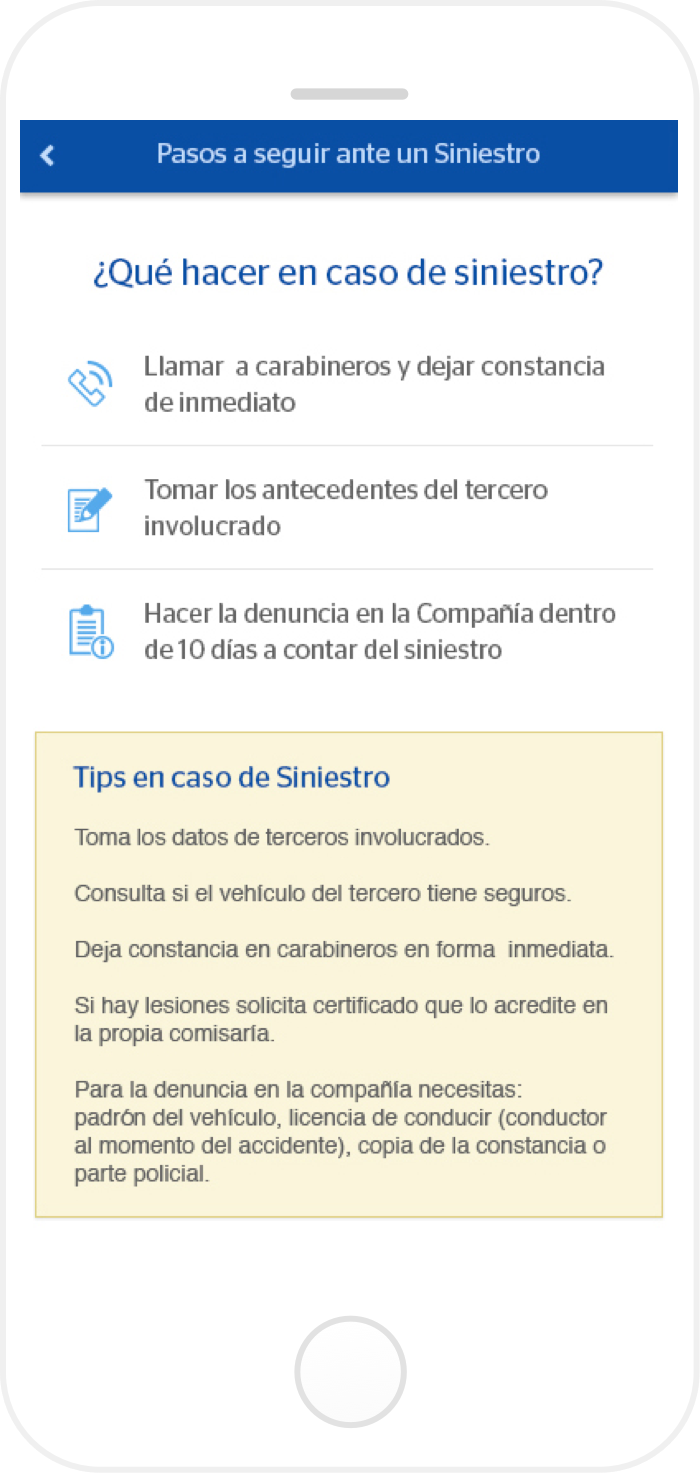 Pasos a seguir ante un Siniestro
¿Qué hacer en caso de siniestro?
Llamar  a carabineros y dejar constancia
de inmediato
Tomar los antecedentes del tercero
involucrado
Hacer la denuncia en la Compañía dentro
de 10 días a contar del siniestro
Tips en caso de Siniestro
Toma los datos de terceros involucrados.
Consulta si el vehículo del tercero tiene seguros.
Deja constancia en carabineros en forma  inmediata.
Si hay lesiones solicita certificado que lo acredite en
la propia comisaría.
Para la denuncia en la compañía necesitas:
padrón del vehículo, licencia de conducir (conductor
al momento del accidente), copia de la constancia o
parte policial.